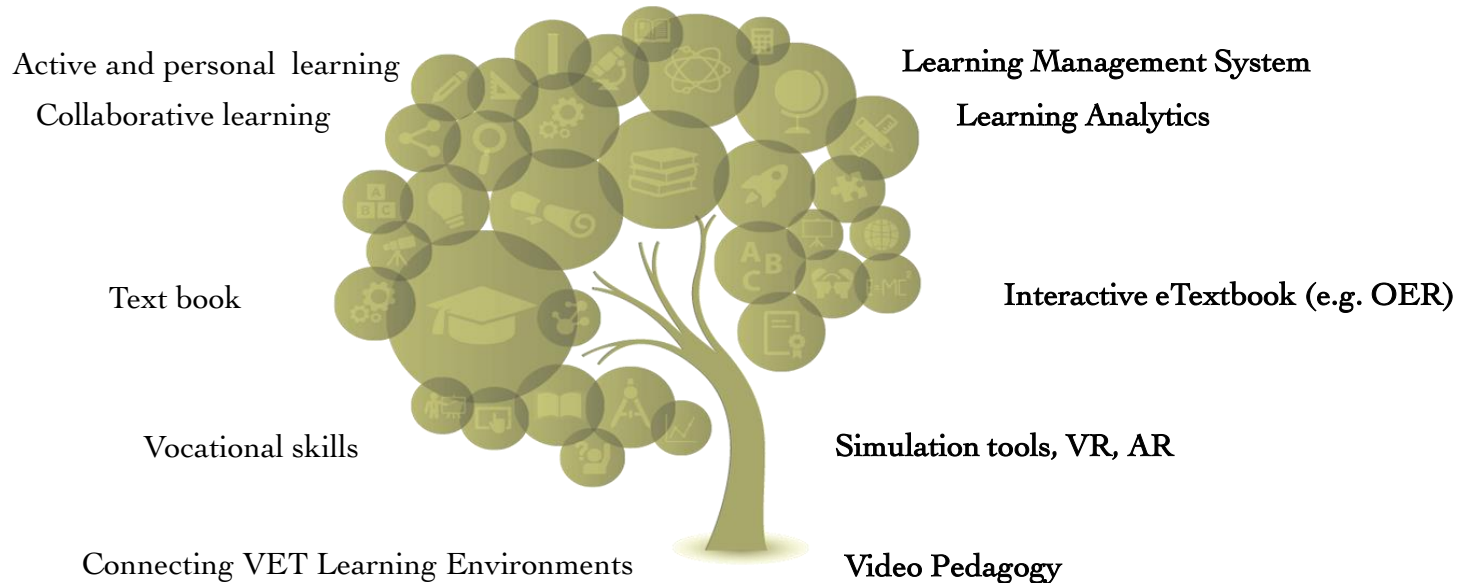 Active and personal learning
Learning Management System
Collaborative learning
Learning Analytics
A
B C
A
B
C
E=MC²
Text book
Interactive eTextbook (e.g. OER)
?
Vocational skills
Simulation tools, VR, AR
Connecting VET Learning Environments
Video Pedagogy